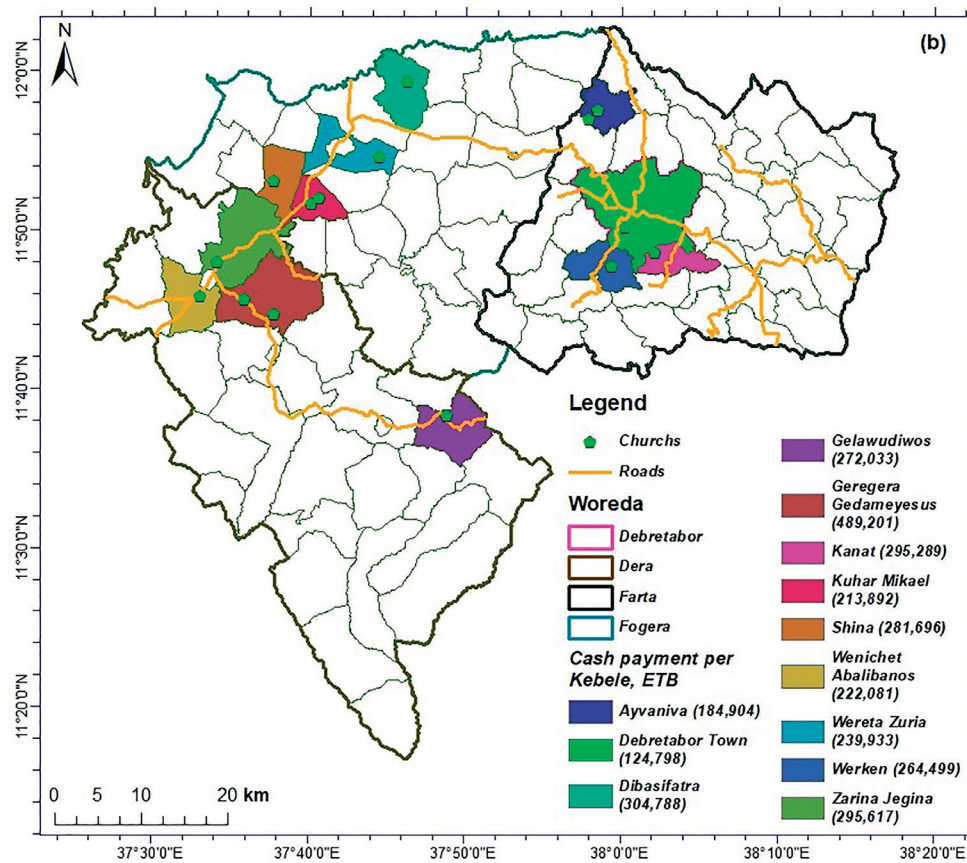 N
(b)
12°0'0"N
11°50'0"N
11°40'0"N
11°30'0"N
11°20'0"N
Legend
Churchs
Roads
Woreda
Debretabor
Dera
Farta
Fogera
Cash payment per
Kebele, ETB
Ayvaniva (184,904)
Debretabor Town
(124,798)
Dibasifatra
(304,788)
Gelawudiwos
(272,033)
Geregera
Gedameyesus
(489,201)
Kanat (295,289)
Kuhar Mikael
(213,892)
Shina (281,696)
Wenichet
Abalibanos
(222,081)
Wereta Zuria
(239,933)
Werken (264,499)
Zarina Jegina
(295,617)
0 5 10 20 km
37°30'0"E 37°40'0"E 37°50'0"E 38°0'0"E 38°10'0"E 38°20'0"E